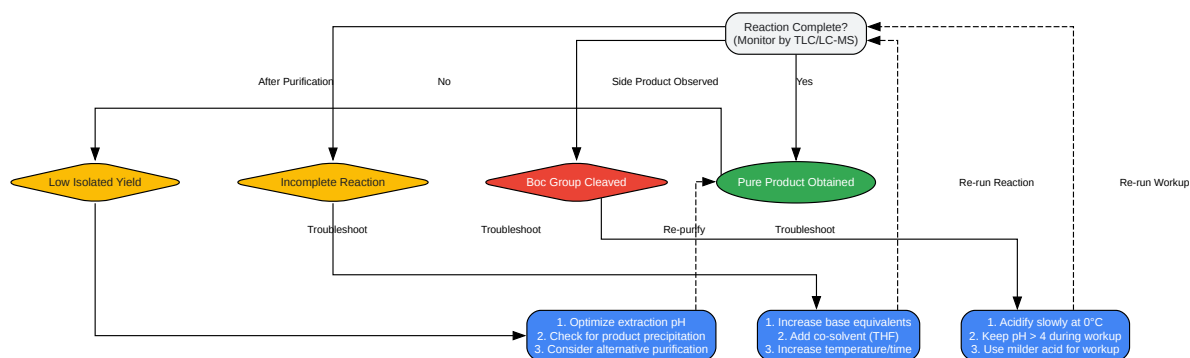 Reaction Complete?
(Monitor by TLC/LC-MS)
After Purification
No
Side Product Observed
Yes
Low Isolated Yield
Incomplete Reaction
Boc Group Cleaved
Pure Product Obtained
Re-run Reaction
Re-run Workup
Troubleshoot
Troubleshoot
Re-purify
Troubleshoot
1. Optimize extraction pH
2. Check for product precipitation
3. Consider alternative purification
1. Increase base equivalents
2. Add co-solvent (THF)
3. Increase temperature/time
1. Acidify slowly at 0°C
2. Keep pH > 4 during workup
3. Use milder acid for workup